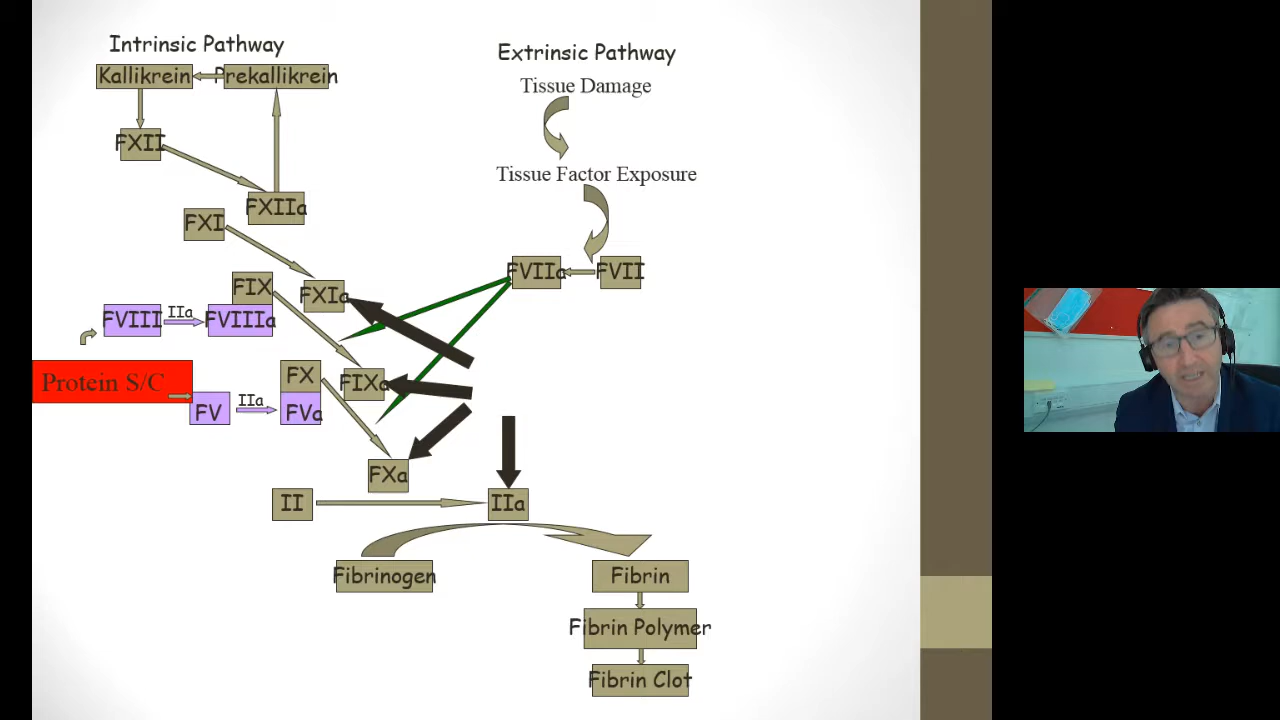 Intrinsic Pathway
Extrinsic Pathway
Kallikrein
Prekallikrein
Tissue Damage
FXII
Tissue Factor Exposure
FXIIa
FXI
FVIIa
FVII
FIX
FXIa
FVIII
IIa
FVIIIa
FX
FIXa
Protein S/C
FV
IIa
FVa
FXa
II
IIa
Fibrinogen
Fibrin
Fibrin Polymer
Fibrin Clot